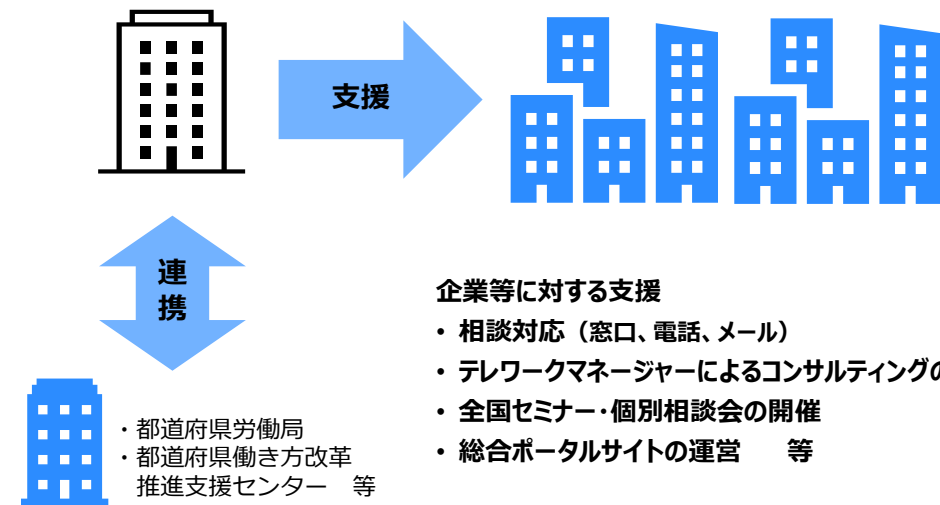 支援
連
携
企業等に対する支援
• 相談対応（窓口、電話、メール）
• テレワークマネージャーによるコンサルティングの
• 全国セミナー・個別相談会の開催
• 総合ポータルサイトの運営　　等
・都道府県労働局
・都道府県働き方改革
推進支援センター　等